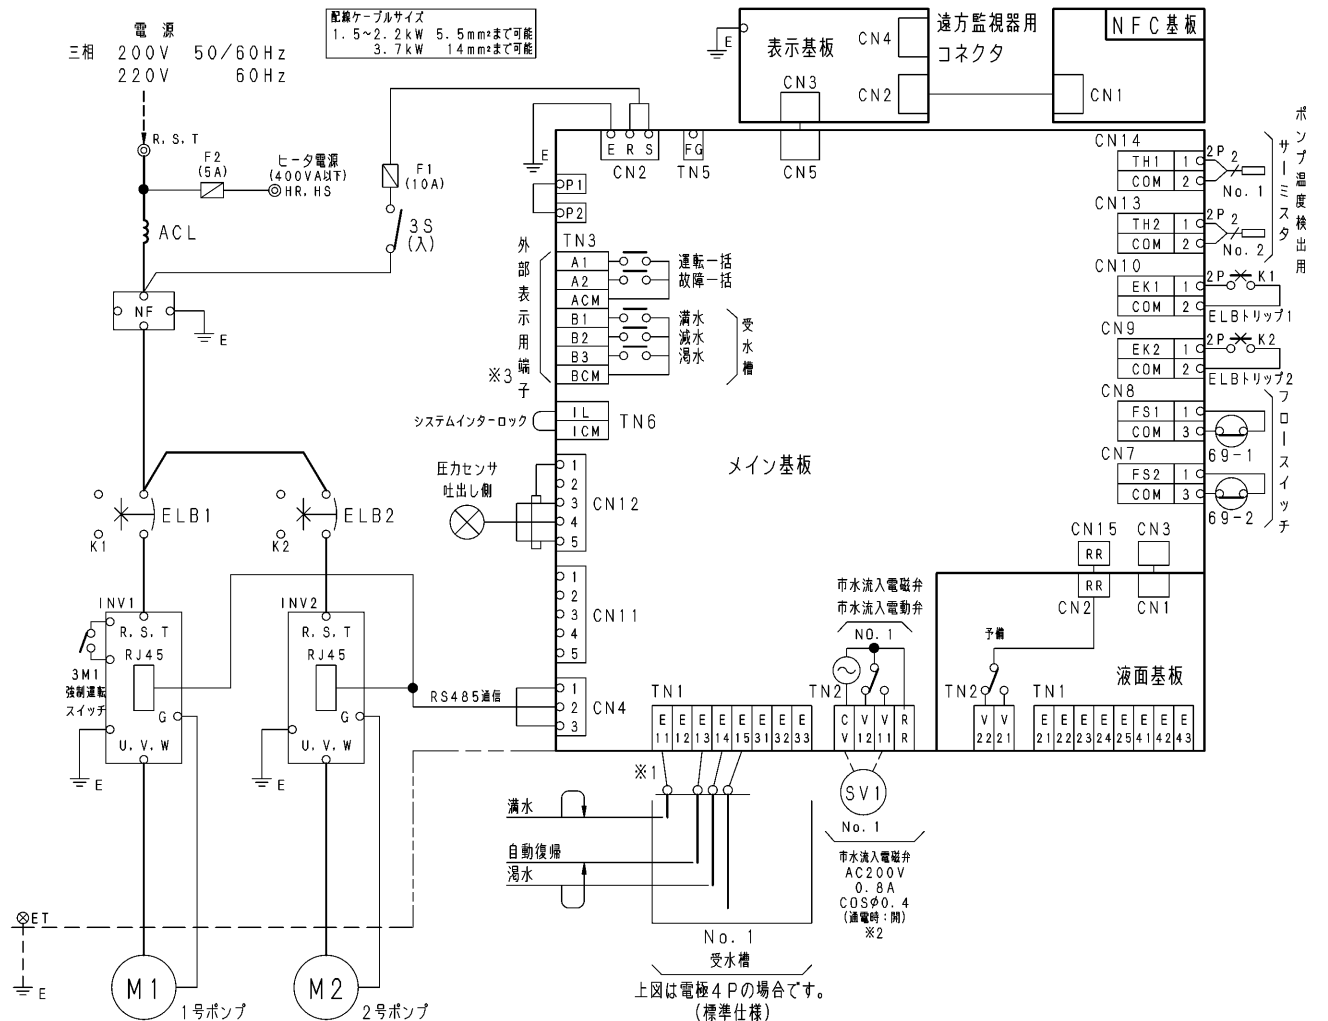 配線ケーブルサイズ
1.5~2.2kW 5.5mm²まで可能
3.7kW 14mm²まで可能
電源
三相 200V 50/60Hz
220V 60Hz
R.S.T
F2
(5A)
ヒータ電源
(400VA以下)
HR,HS
ACL
NF
E
F1
(10A)
3S
(入)
E
E R S
CN2
FG
TN5
P1
P2
表示基板
E
CN4
CN2
CN3
CN5
遠方監視器用
コネクタ
NFC基板
CN1
外部表示用端子
※3
TN3
A1
A2
ACM
B1
B2
B3
BCM
運転一括
故障一括
満水
減水
渇水
受水槽
システムインターロック
IL
ICM
TN6
圧力センサ
吐出し側
1
2
3
4
5
CN12
1
2
3
4
5
CN11
1
2
3
CN4
RS485通信
メイン基板
CN14
TH1 1
COM 2
2P 2
No.1
CN13
TH2 1
COM 2
2P 2
No.2
ポンプ温度検出用
サーミスタ
CN10
EK1 1
COM 2
2P K1
ELBトリップ1
CN9
EK2 1
COM 2
2P K2
ELBトリップ2
CN8
FS1 1
COM 3
69-1
CN7
FS2 1
COM 3
69-2
フロースイッチ
CN15
RR
CN3
RR
CN2
CN1
予備
液面基板
TN2
V22 V21
TN1
E21 E22 E23 E24 E25 E41 E42 E43
市水流入電磁弁
市水流入電動弁
NO.1
TN2
CV V12 V11 RR
TN1
E11 E12 E13 E14 E15 E31 E32 E33
※1
SV1
No.1
市水流入電磁弁
AC200V
0.8A
COSφ0.4
(通電時:開)
※2
満水
自動復帰
渇水
No.1
受水槽
上図は電極4Pの場合です。
(標準仕様)
ELB1
K1
ELB2
K2
INV1
R.S.T
RJ45
G
U.V.W
3M1
強制運転
スイッチ
E
INV2
R.S.T
RJ45
G
U.V.W
E
ET
E
M1
1号ポンプ
M2
2号ポンプ